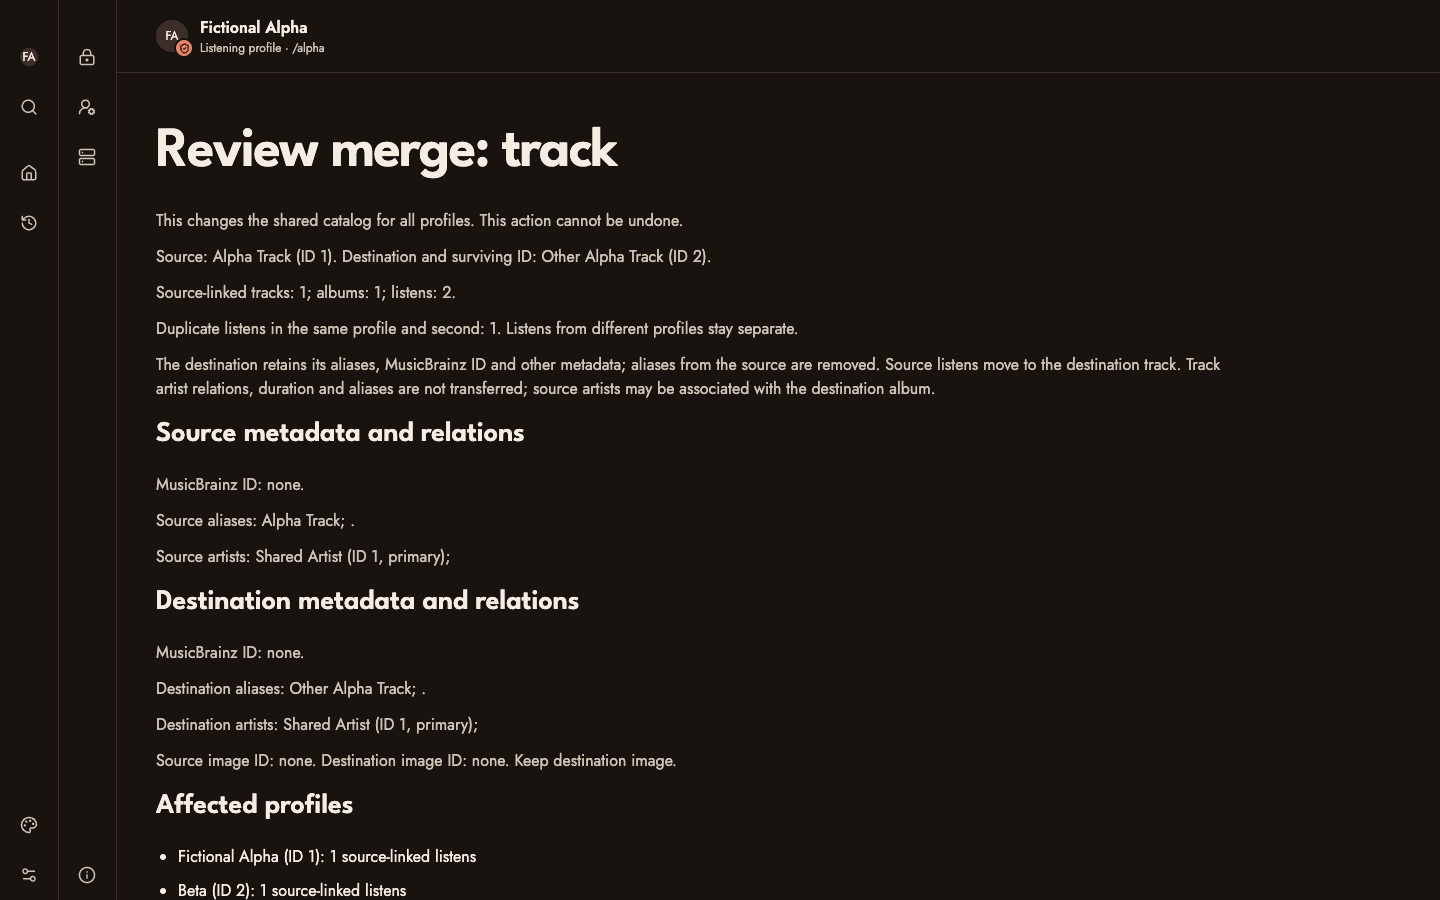 FA
FA
Fictional Alpha
Listening profile · /alpha
Review merge: track
This changes the shared catalog for all profiles. This action cannot be undone.
Source: Alpha Track (ID 1). Destination and surviving ID: Other Alpha Track (ID 2).
Source-linked tracks: 1; albums: 1; listens: 2.
Duplicate listens in the same profile and second: 1. Listens from different profiles stay separate.
The destination retains its aliases, MusicBrainz ID and other metadata; aliases from the source are removed. Source listens move to the destination track. Track
artist relations, duration and aliases are not transferred; source artists may be associated with the destination album.
Source metadata and relations
MusicBrainz ID: none.
Source aliases: Alpha Track; .
Source artists: Shared Artist (ID 1, primary);
Destination metadata and relations
MusicBrainz ID: none.
Destination aliases: Other Alpha Track; .
Destination artists: Shared Artist (ID 1, primary);
Source image ID: none. Destination image ID: none. Keep destination image.
Affected profiles
• Fictional Alpha (ID 1): 1 source-linked listens
• Beta (ID 2): 1 source-linked listens